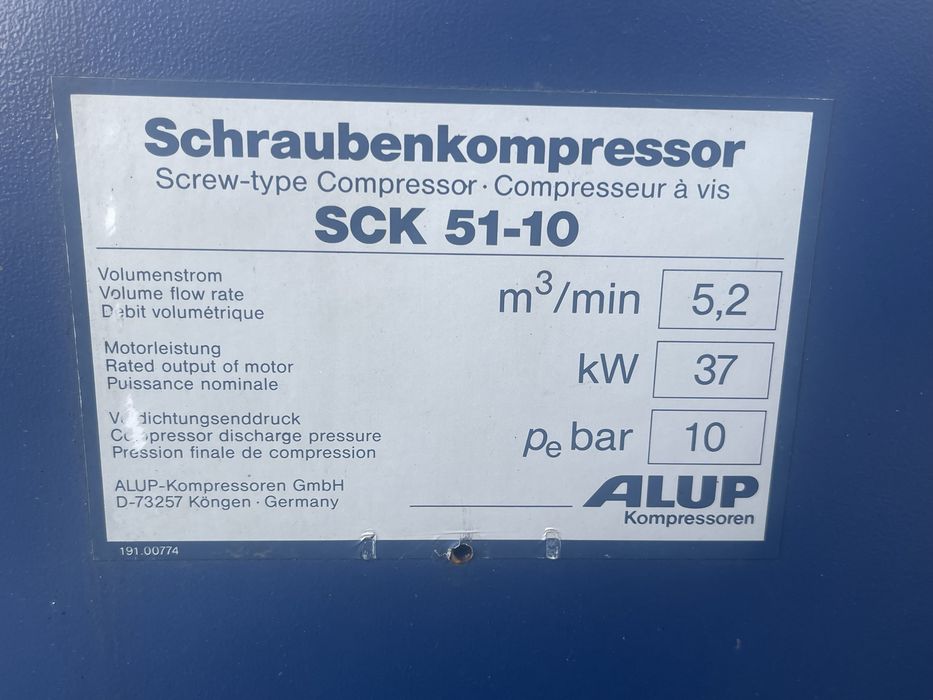 Schraubenkompressor
Screw-type Compressor · Compresseur à vis
SCK 51-10
Volumenstrom
Volume flow rate
Débit volumétrique
m³/min 5,2
Motorleistung
Rated output of motor
Puissance nominale
kW 37
Verdichtungsenddruck
Compressor discharge pressure
Pression finale de compression
pe bar 10
ALUP-Kompressoren GmbH
D-73257 Köngen · Germany
ALUP
Kompressoren
191.00774